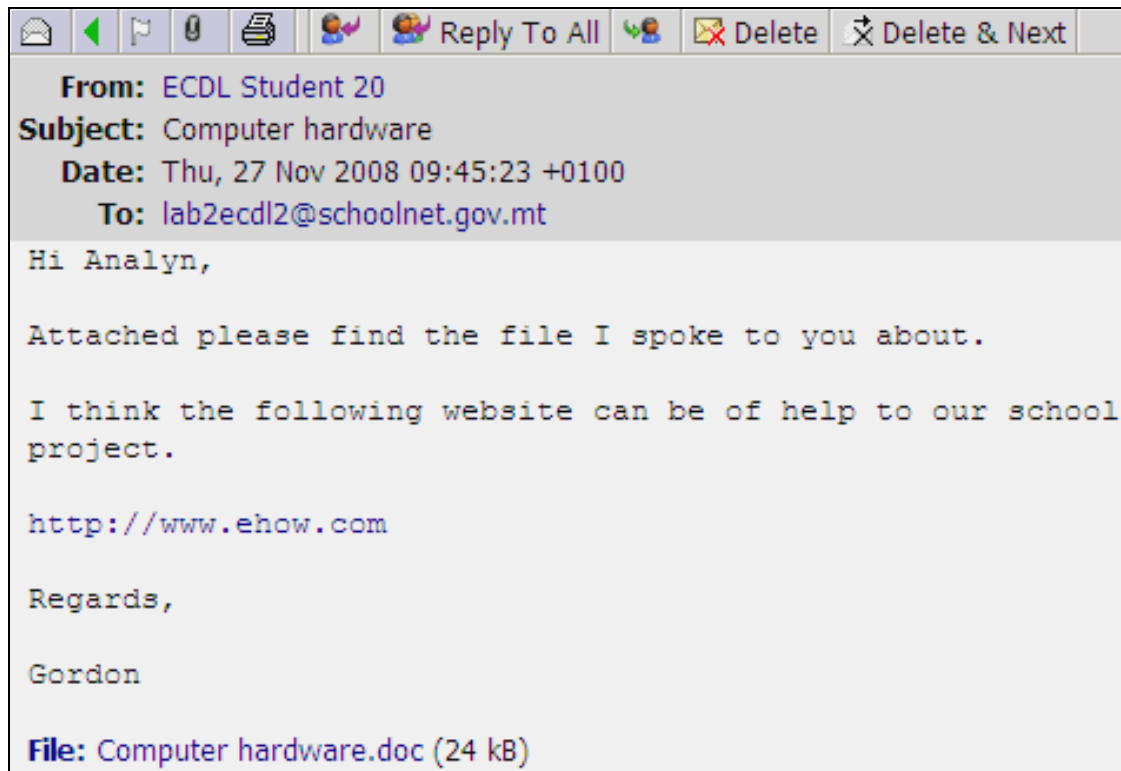 Reply To All Delete Delete & Next
From: ECDL Student 20
Subject: Computer hardware
Date: Thu, 27 Nov 2008 09:45:23 +0100
To: lab2ecdl2@schoolnet.gov.mt
Hi Analyn,
Attached please find the file I spoke to you about.
I think the following website can be of help to our school
project.
http://www.ehow.com
Regards,
Gordon
File: Computer hardware.doc (24 kB)